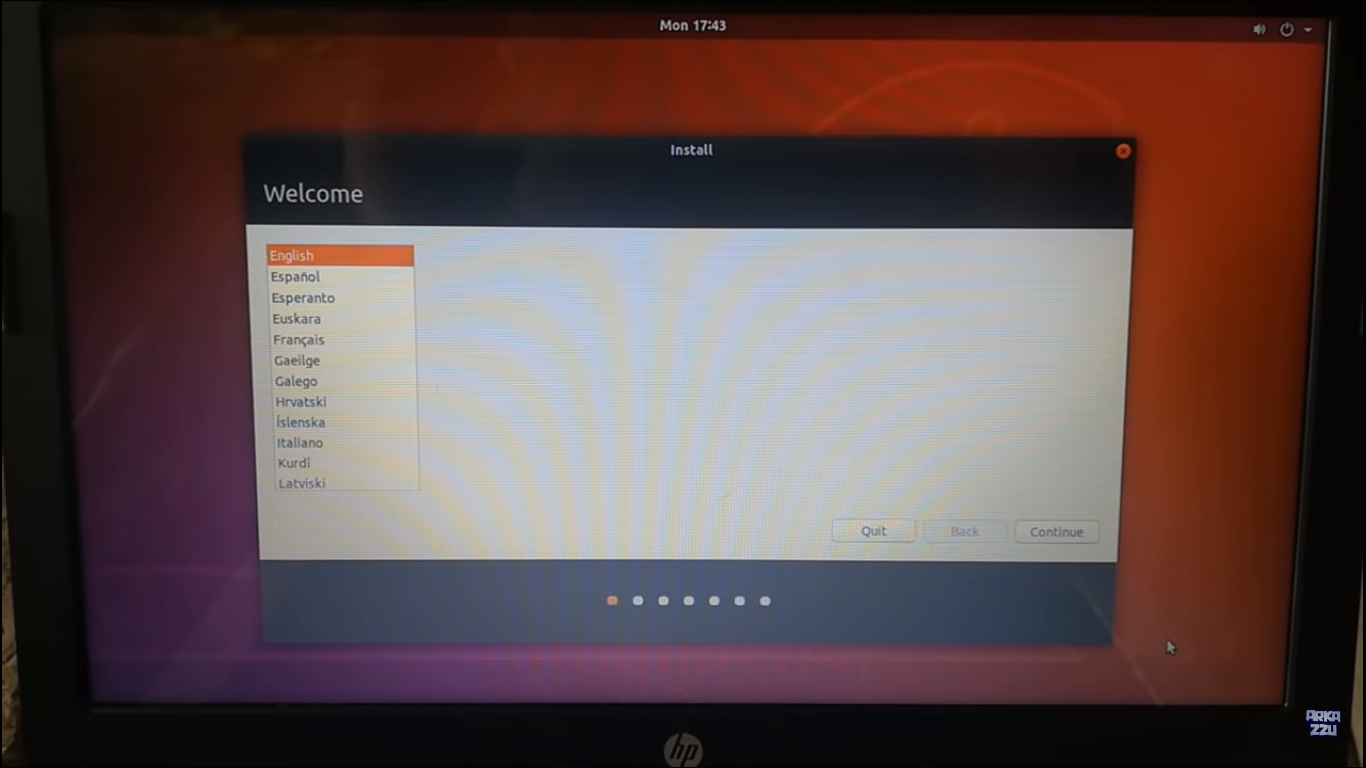 Mon 17:43
Install
Welcome
English
Español
Esperanto
Euskara
Français
Gaeilge
Galego
Hrvatski
Íslenska
Italiano
Kurdî
Latviski
Quit
Back
Continue
hp
ARKA
ZZU